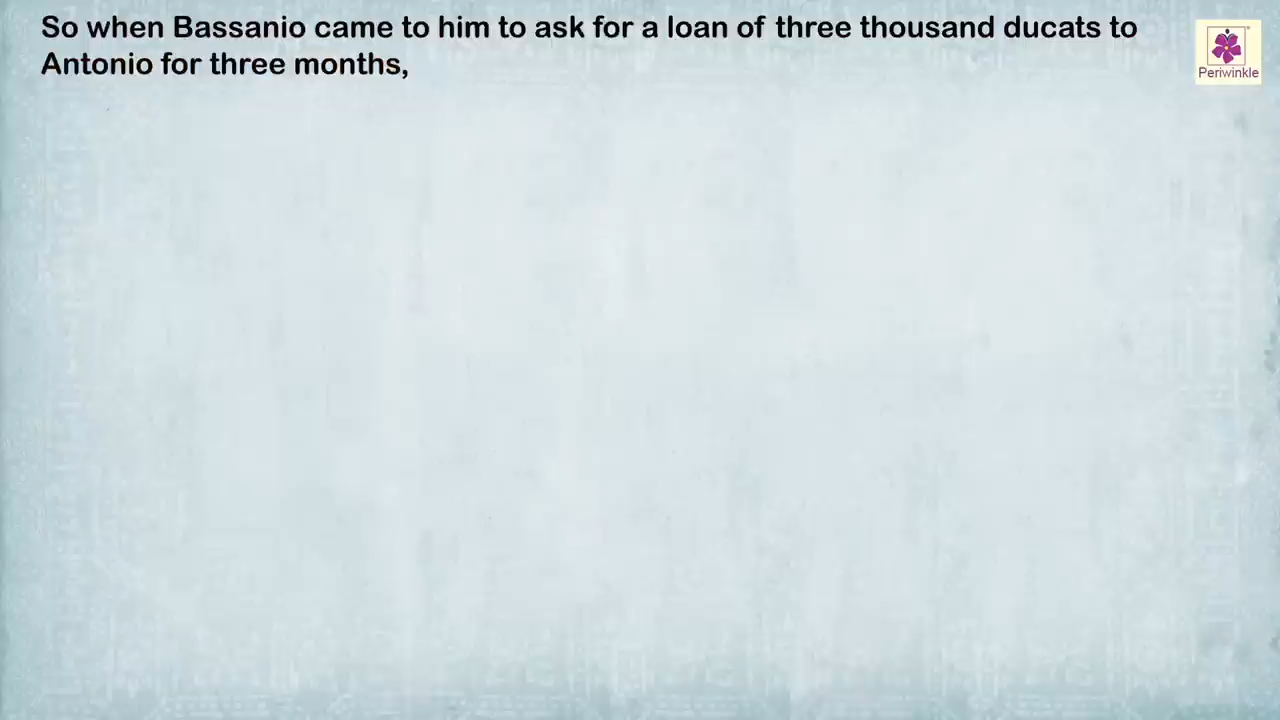 So when Bassanio came to him to ask for a loan of three thousand ducats to
Antonio for three months,
Periwinkle